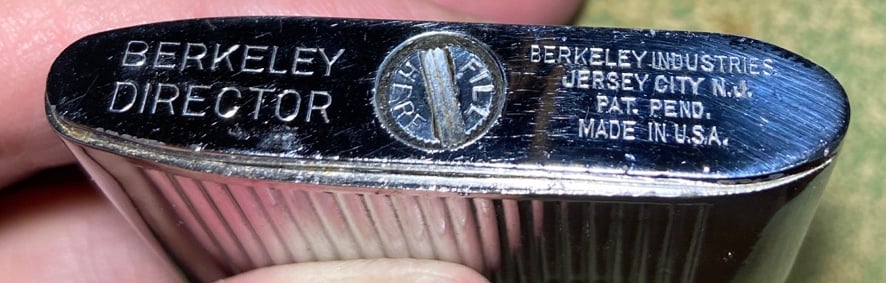 BERKELEY
DIRECTOR
FILL
HERE
BERKELEY INDUSTRIES
JERSEY CITY N.J.
PAT. PEND.
MADE IN U.S.A.